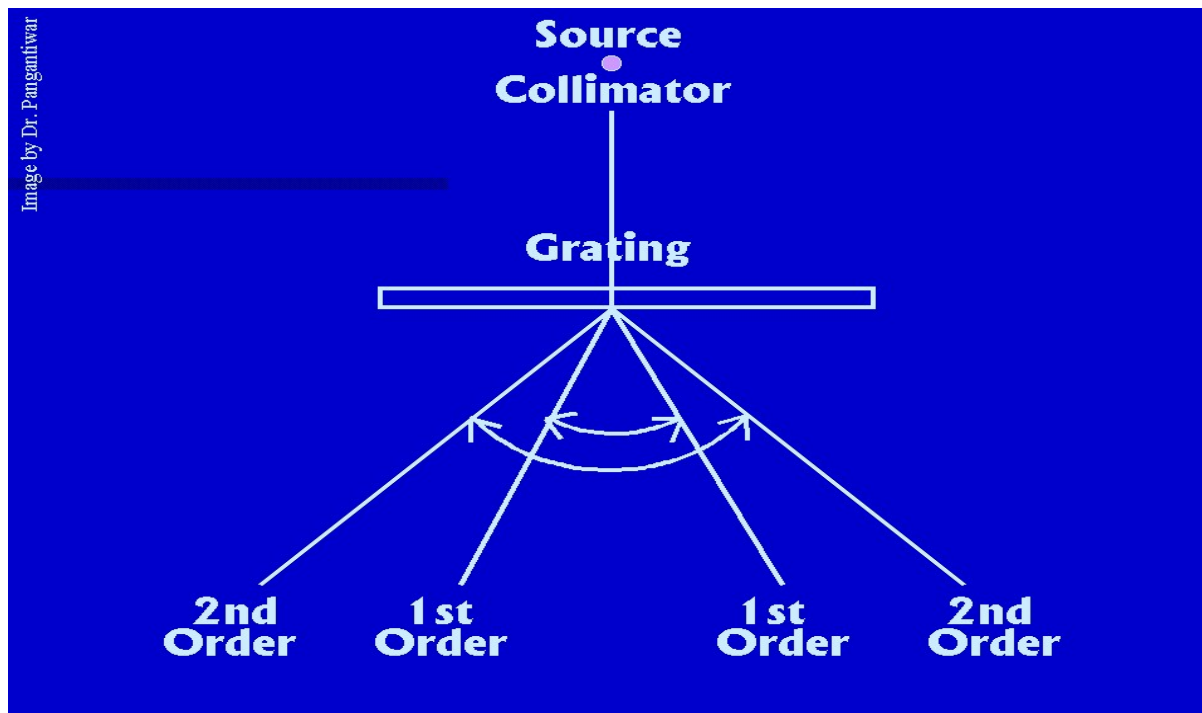 Image by Dr. Pangantiwar
Source
Collimator
Grating
2nd
Order
1st
Order
1st
Order
2nd
Order